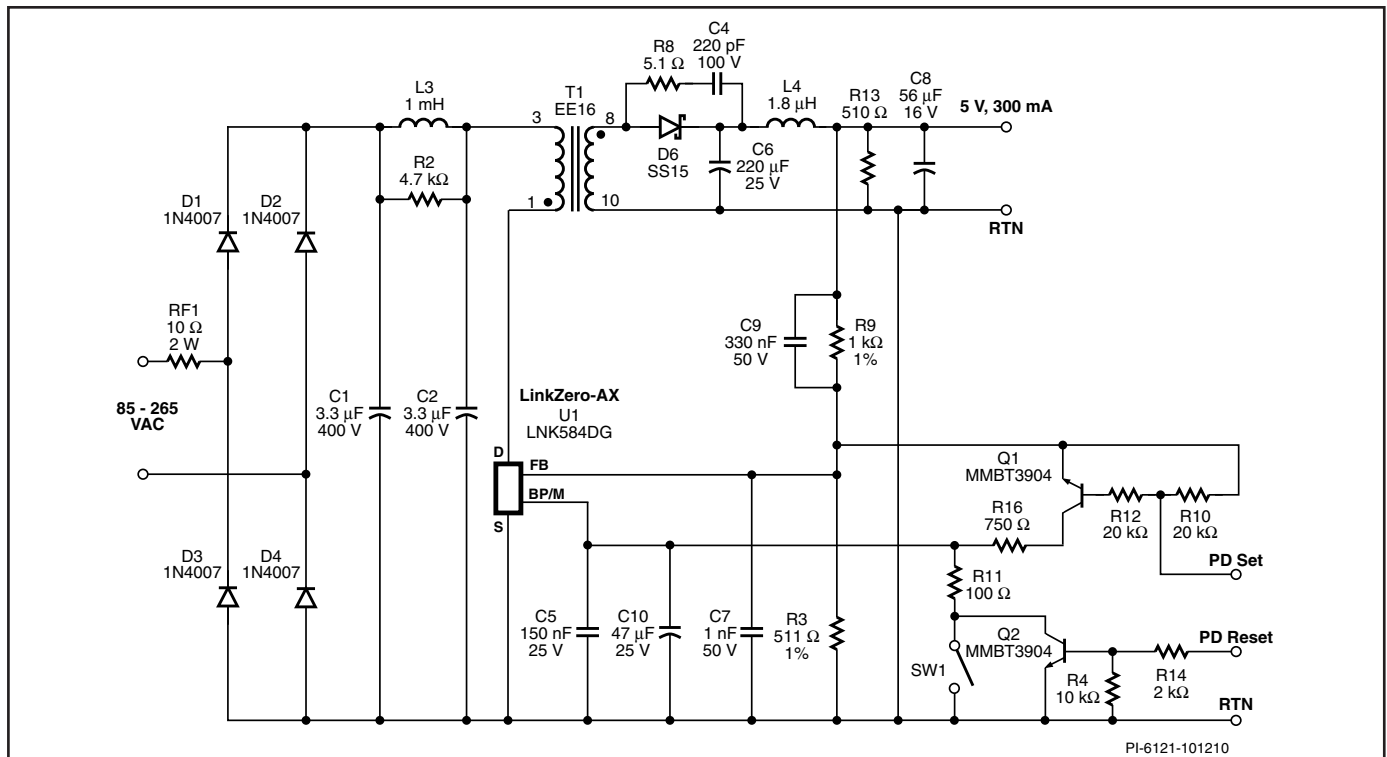 C4
220 pF
100 V
R8
5.1 Ω
L3
1 mH
T1
EE16
L4
1.8 µH
R13
510 Ω
C8
56 µF
16 V
5 V, 300 mA
3
8
D6
SS15
C6
220 µF
25 V
R2
4.7 kΩ
1
10
RTN
D1
1N4007
D2
1N4007
RF1
10 Ω
2 W
85 - 265
VAC
C1
3.3 µF
400 V
C2
3.3 µF
400 V
C9
330 nF
50 V
R9
1 kΩ
1%
LinkZero-AX
U1
LNK584DG
D
FB
BP/M
S
Q1
MMBT3904
R16
750 Ω
R12
20 kΩ
R10
20 kΩ
PD Set
D3
1N4007
D4
1N4007
C5
150 nF
25 V
C10
47 µF
25 V
C7
1 nF
50 V
R3
511 Ω
1%
R11
100 Ω
Q2
MMBT3904
SW1
R4
10 kΩ
R14
2 kΩ
PD Reset
RTN
PI-6121-101210